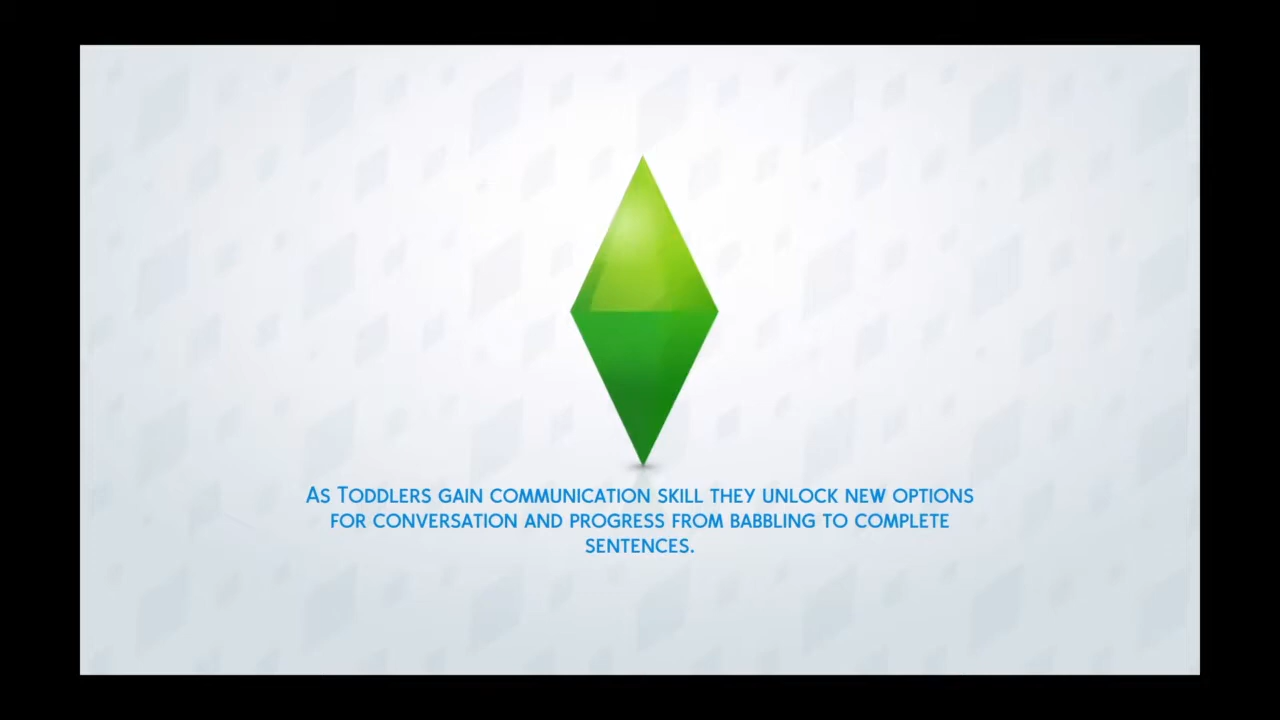 As Toddlers gain communication skill they unlock new options
for conversation and progress from babbling to complete
sentences.